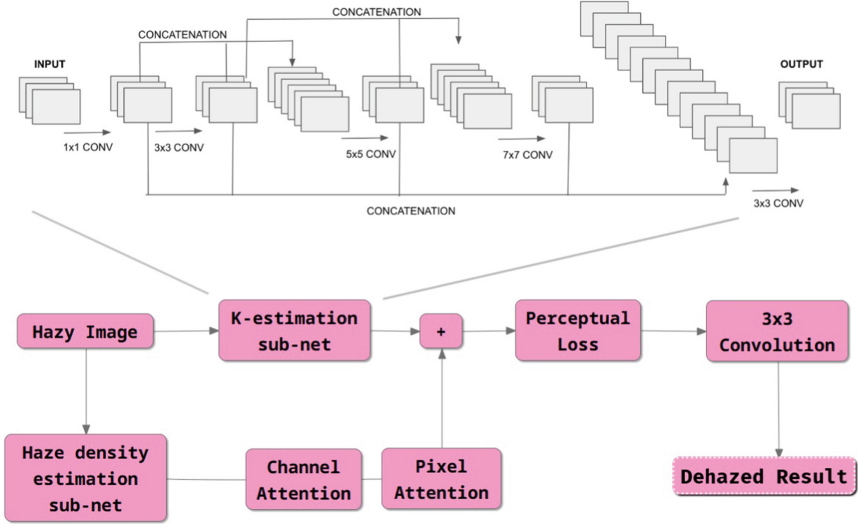 CONCATENATION
CONCATENATION
INPUT
OUTPUT
1x1 CONV
3x3 CONV
5x5 CONV
7x7 CONV
3x3 CONV
CONCATENATION
Hazy Image
K-estimation
sub-net
+
Perceptual
Loss
3x3
Convolution
Haze density
estimation
sub-net
Channel
Attention
Pixel
Attention
Dehazed Result